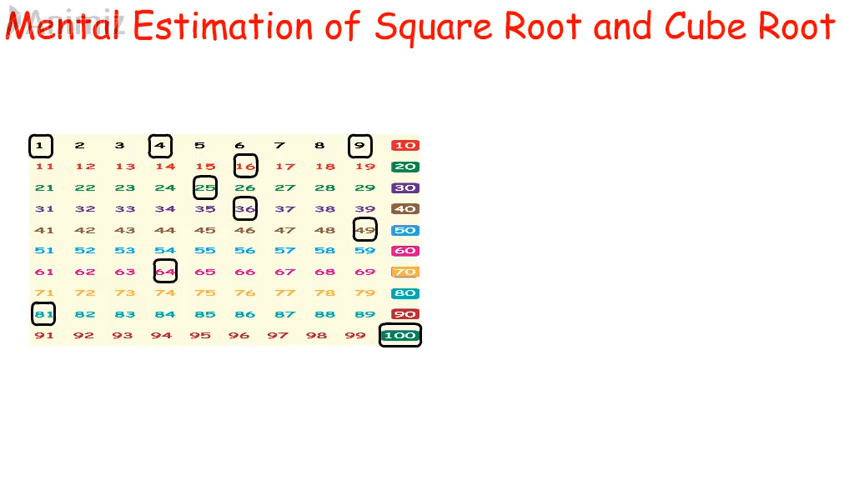 Animiz
Mental Estimation of Square Root and Cube Root
1 2 3 4 5 6 7 8 9 10
11 12 13 14 15 16 17 18 19 20
21 22 23 24 25 26 27 28 29 30
31 32 33 34 35 36 37 38 39 40
41 42 43 44 45 46 47 48 49 50
51 52 53 54 55 56 57 58 59 60
61 62 63 64 65 66 67 68 69 70
71 72 73 74 75 76 77 78 79 80
81 82 83 84 85 86 87 88 89 90
91 92 93 94 95 96 97 98 99 100